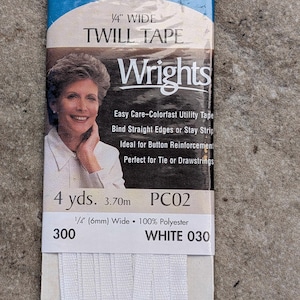 1/4" WIDE
TWILL TAPE
Wrights
Easy Care-Colorfast Utility Tape
Bind Straight Edges or Stay Strip
Ideal for Button Reinforcement
Perfect for Tie or Drawstrings
4 yds. 3.70m PC02
1/4" (6mm) Wide • 100% Polyester
300 WHITE 030